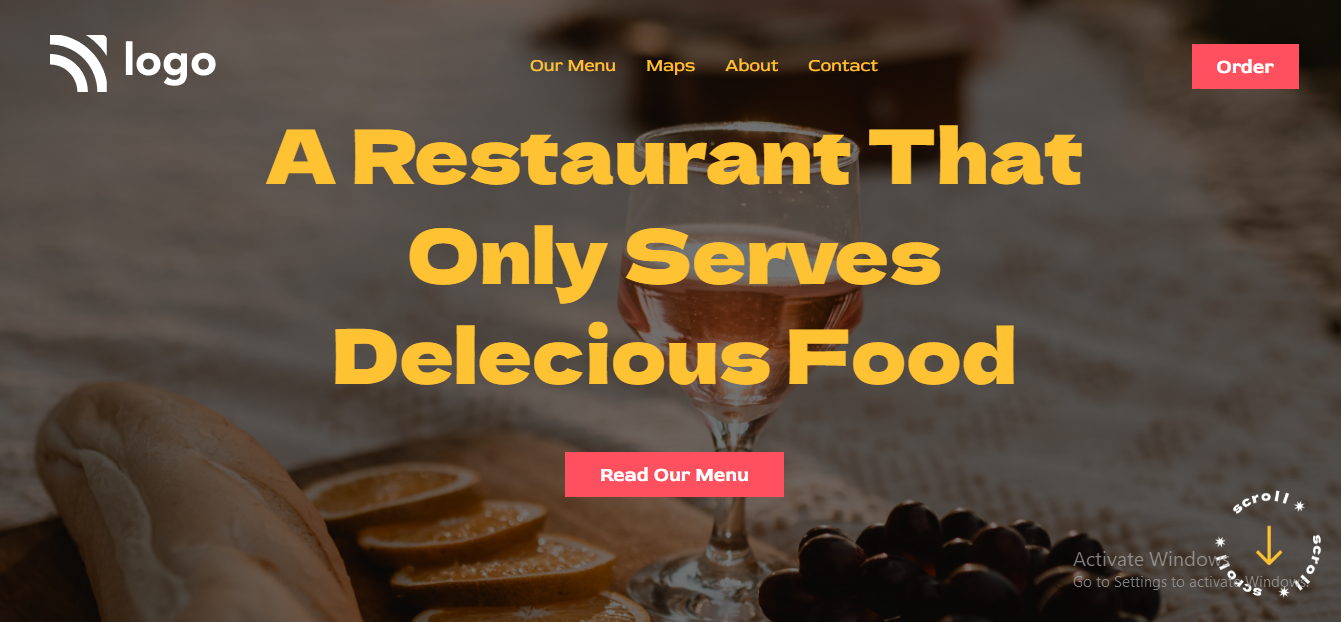 logo
Our Menu Maps About Contact
Order
A Restaurant That
Only Serves
Delecious Food
Read Our Menu
scroll
scroll
scroll
Activate Windows
Go to Settings to activate Windows.